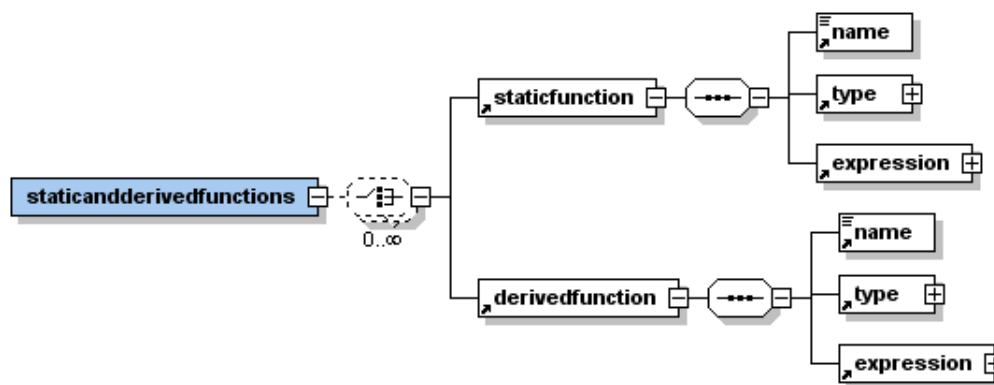 name
staticfunction
type
expression
staticandderivedfunctions
0..∞
name
derivedfunction
type
expression